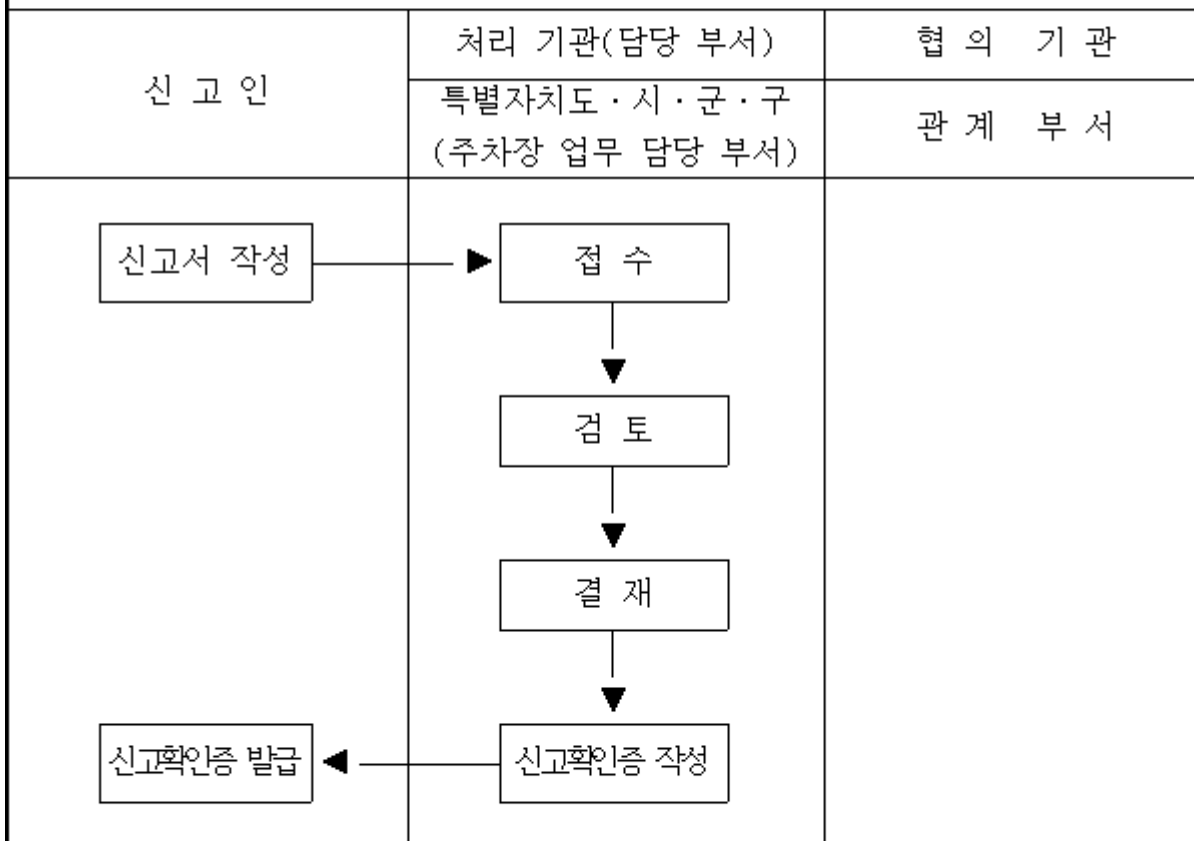 신 고 인
처리 기관(담당 부서)
협 의 기 관
특별자치도·시·군·구
(주차장 업무 담당 부서)
관 계 부 서
신고서 작성
접 수
검 토
결 재
신고확인증 발급
신고확인증 작성